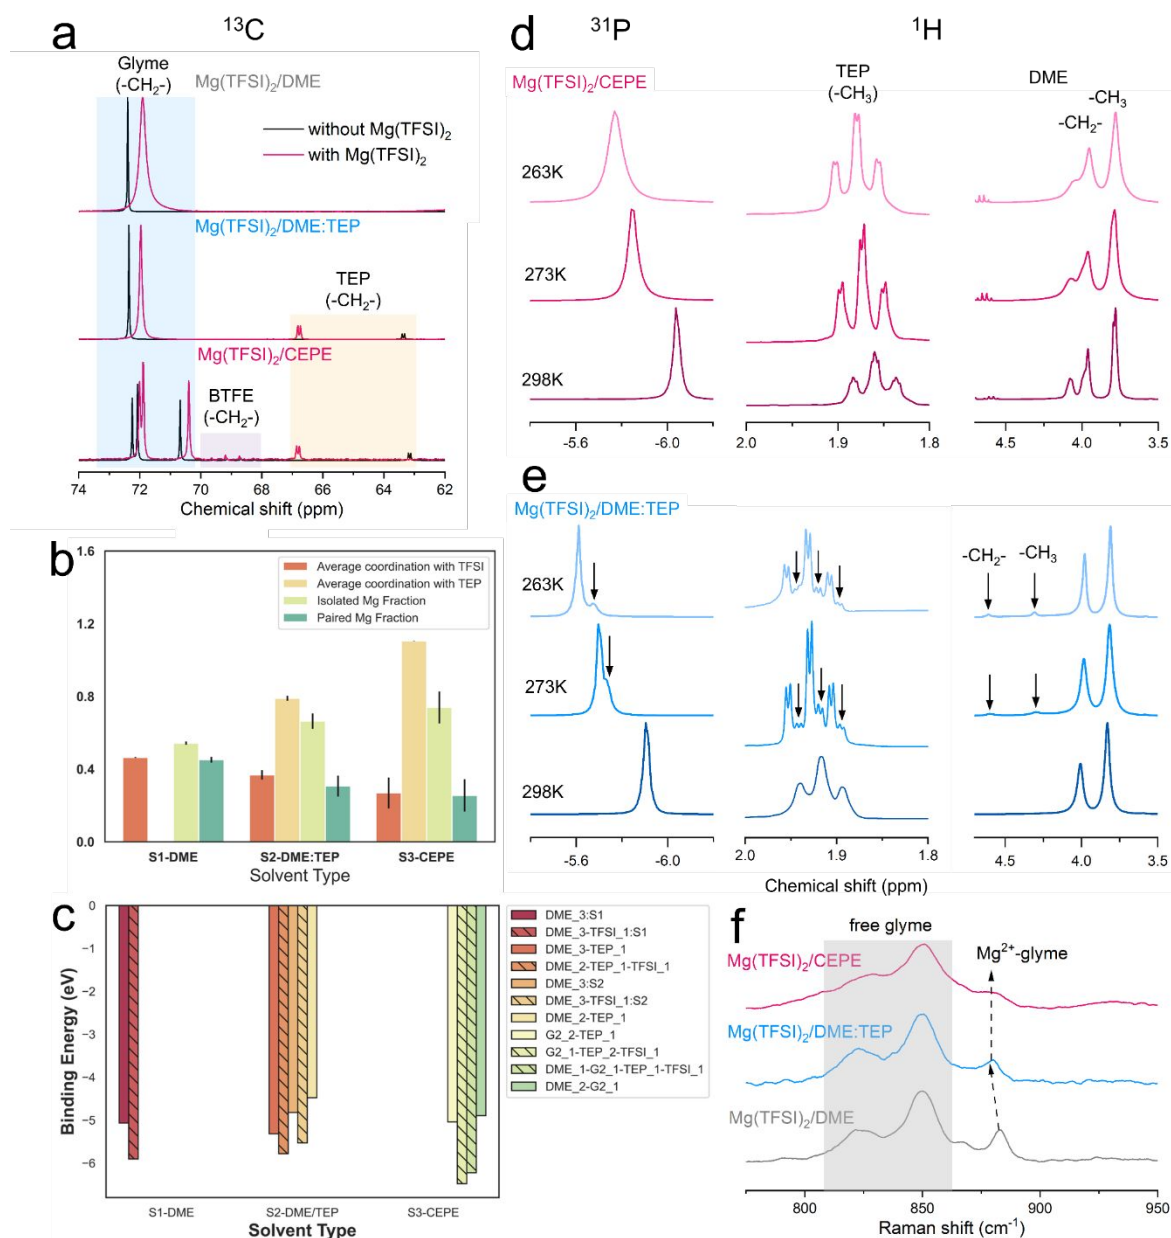 a
¹³C
Glyme
(-CH₂-)
Mg(TFSI)₂/DME
without Mg(TFSI)₂
with Mg(TFSI)₂
Mg(TFSI)₂/DME:TEP
TEP
(-CH₂-)
Mg(TFSI)₂/CEPE
BTFE
(-CH₂-)
74 72 70 68 66 64 62
Chemical shift (ppm)
b
1.6
1.2
0.8
0.4
0.0
Average coordination with TFSI
Average coordination with TEP
Isolated Mg Fraction
Paired Mg Fraction
S1-DME S2-DME:TEP S3-CEPE
Solvent Type
c
Binding Energy (eV)
0
−1
−2
−3
−4
−5
−6
S1-DME S2-DME/TEP S3-CEPE
Solvent Type
DME_3:S1
DME_3-TFSI_1:S1
DME_3-TEP_1
DME_2-TEP_1-TFSI_1
DME_3:S2
DME_3-TFSI_1:S2
DME_2-TEP_1
G2_2-TEP_1
G2_1-TEP_2-TFSI_1
DME_1-G2_1-TEP_1-TFSI_1
DME_2-G2_1
d
³¹P
¹H
Mg(TFSI)₂/CEPE
TEP
(-CH₃)
DME
-CH₂-
-CH₃
263K
273K
298K
-5.6 -6.0
2.0 1.9 1.8
4.5 4.0 3.5
e
Mg(TFSI)₂/DME:TEP
-CH₂-
-CH₃
263K
273K
298K
-5.6 -6.0
2.0 1.9 1.8
4.5 4.0 3.5
Chemical shift (ppm)
f
free glyme
Mg²⁺-glyme
Mg(TFSI)₂/CEPE
Mg(TFSI)₂/DME:TEP
Mg(TFSI)₂/DME
800 850 900 950
Raman shift (cm⁻¹)